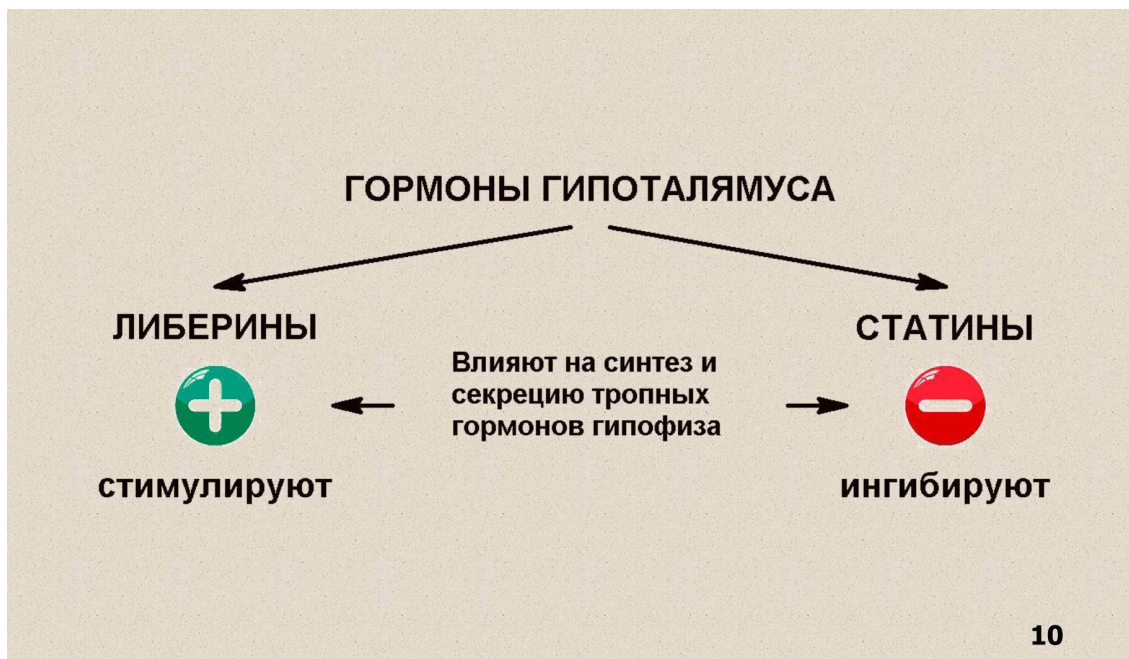 ГОРМОНЫ ГИПОТАЛЯМУСА
ЛИБЕРИНЫ
СТАТИНЫ
Влияют на синтез и
секрецию тропных
гормонов гипофиза
стимулируют
ингибируют
10